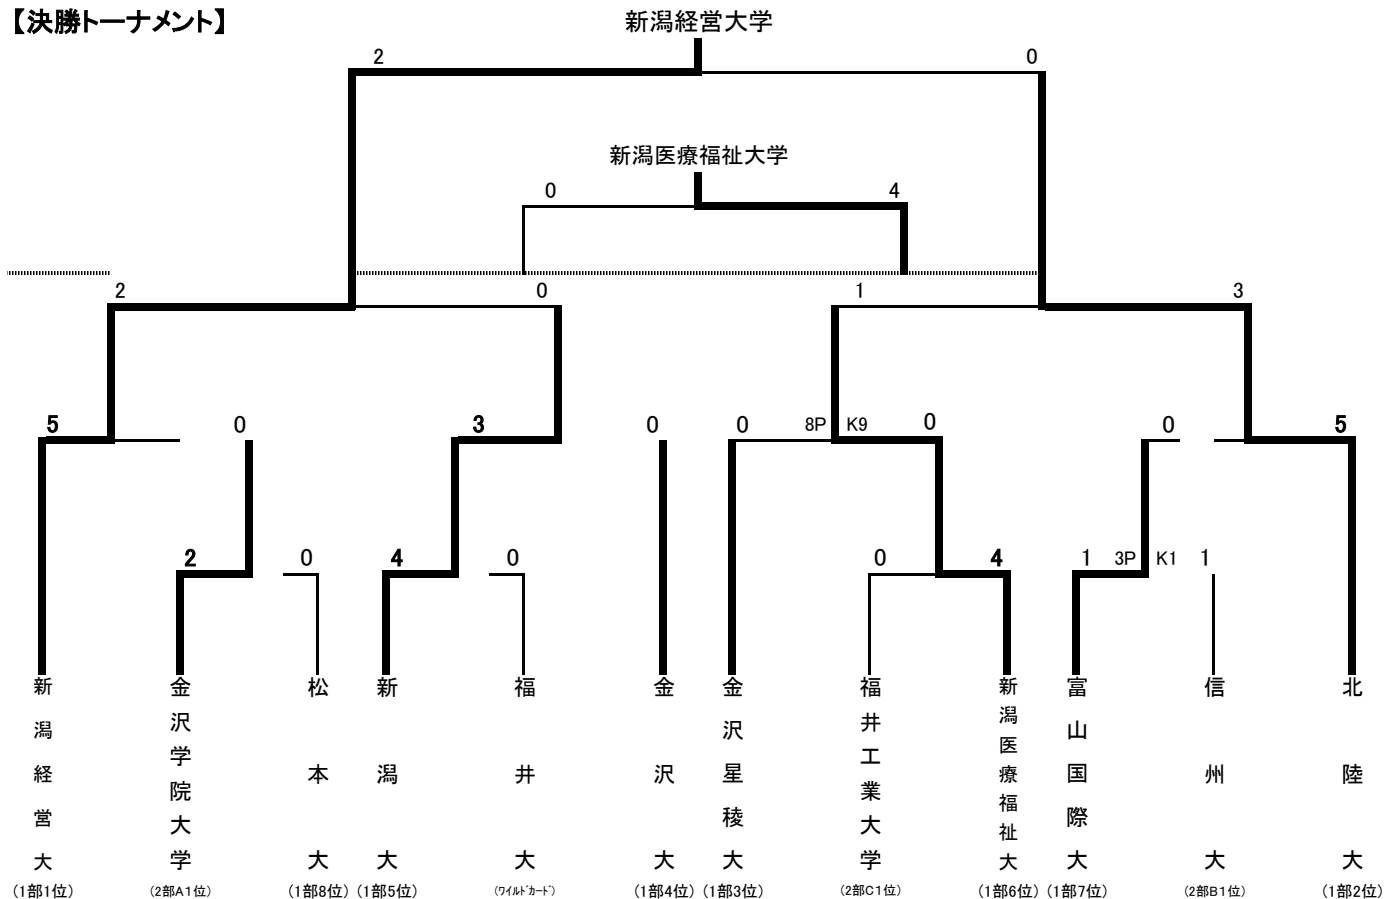 【決勝トーナメント】
新潟経営大学
2
0
新潟医療福祉大学
0
4
2
0
1
3
5
0
3
0
0
8P
K9
0
0
5
2
0
4
0
0
4
1
3P
K1
1
新潟経営大
金沢学院大学
松本大
新潟大
福井大
金沢大
金沢星稜大
福井工業大学
新潟医療福祉大
富山国際大
信州大
北陸大
(1部1位)
(2部A1位)
(1部8位)
(1部5位)
(ワイルドカード)
(1部4位)
(1部3位)
(2部C1位)
(1部6位)
(1部7位)
(2部B1位)
(1部2位)